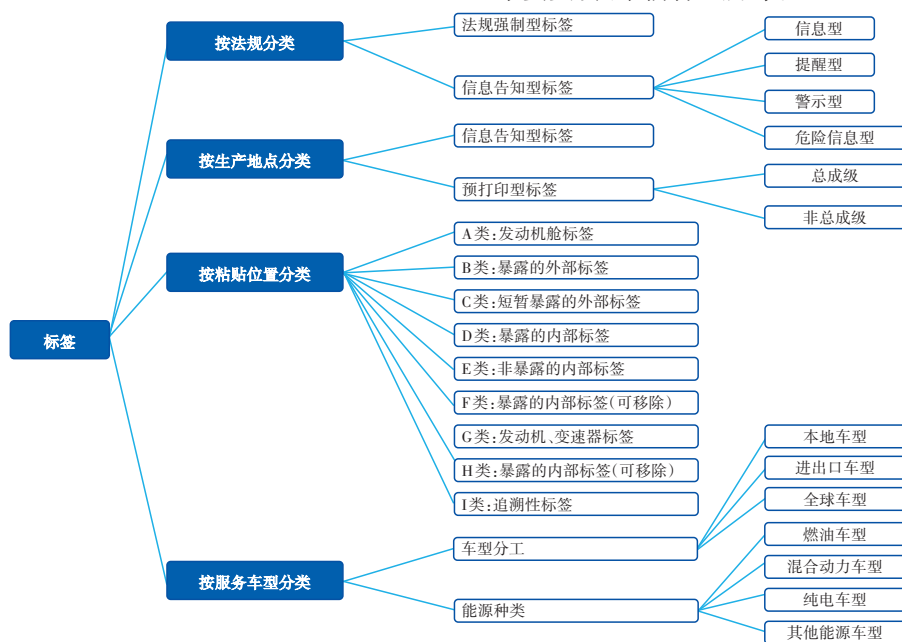 标签
按法规分类
法规强制型标签
信息告知型标签
信息型
提醒型
警示型
危险信息型
按生产地点分类
信息告知型标签
预打印型标签
总成级
非总成级
按粘贴位置分类
A类:发动机舱标签
B类:暴露的外部标签
C类:短暂暴露的外部标签
D类:暴露的内部标签
E类:非暴露的内部标签
F类:暴露的内部标签(可移除)
G类:发动机、变速器标签
H类:暴露的内部标签(可移除)
I类:追溯性标签
按服务车型分类
车型分工
本地车型
进出口车型
全球车型
能源种类
燃油车型
混合动力车型
纯电车型
其他能源车型